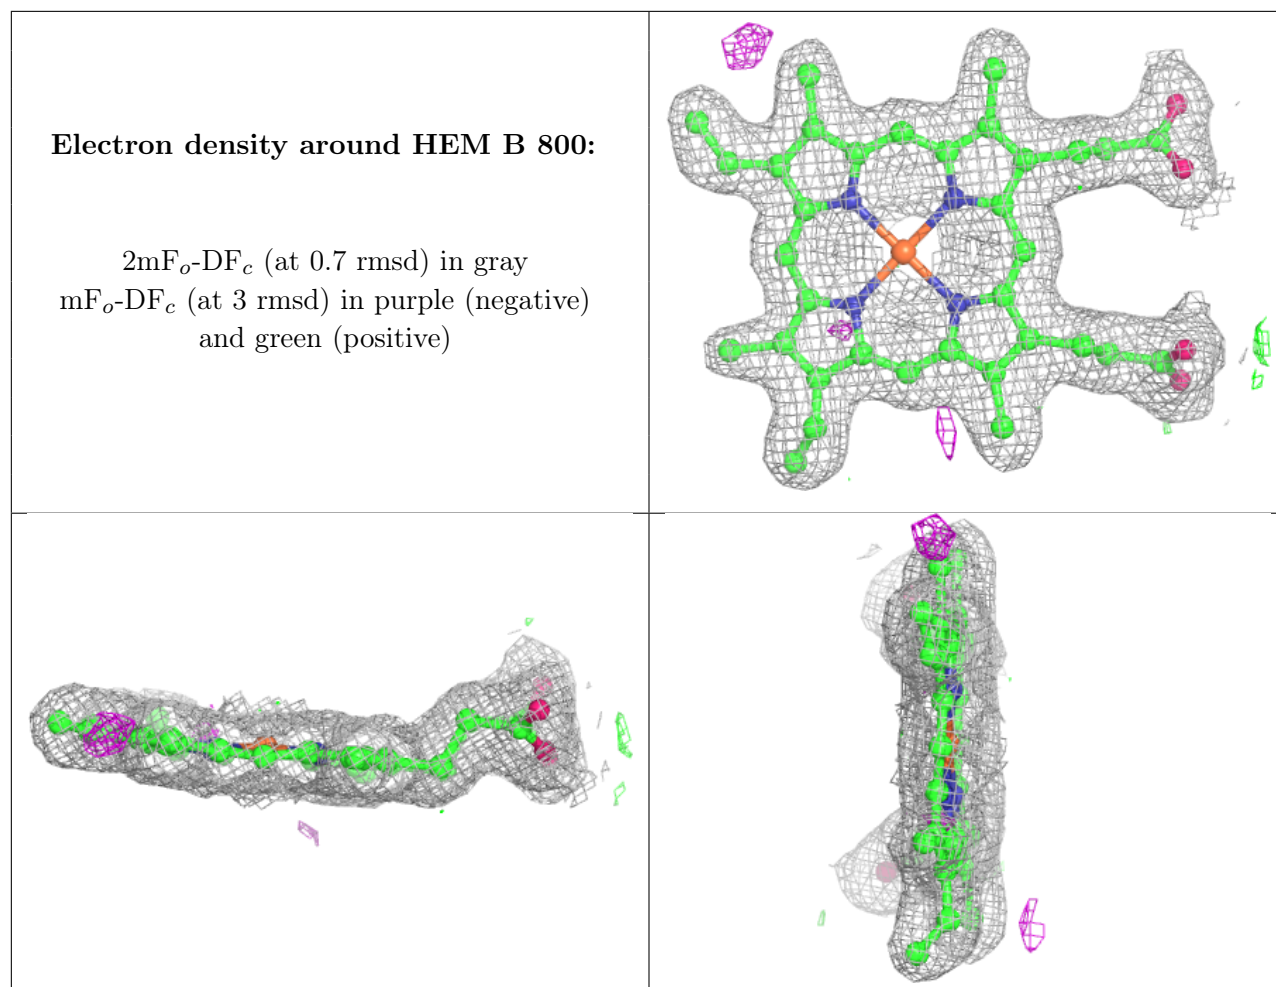 Electron density around HEM B 800:
2mFₒ-DF𝒸 (at 0.7 rmsd) in gray
mFₒ-DF𝒸 (at 3 rmsd) in purple (negative)
and green (positive)